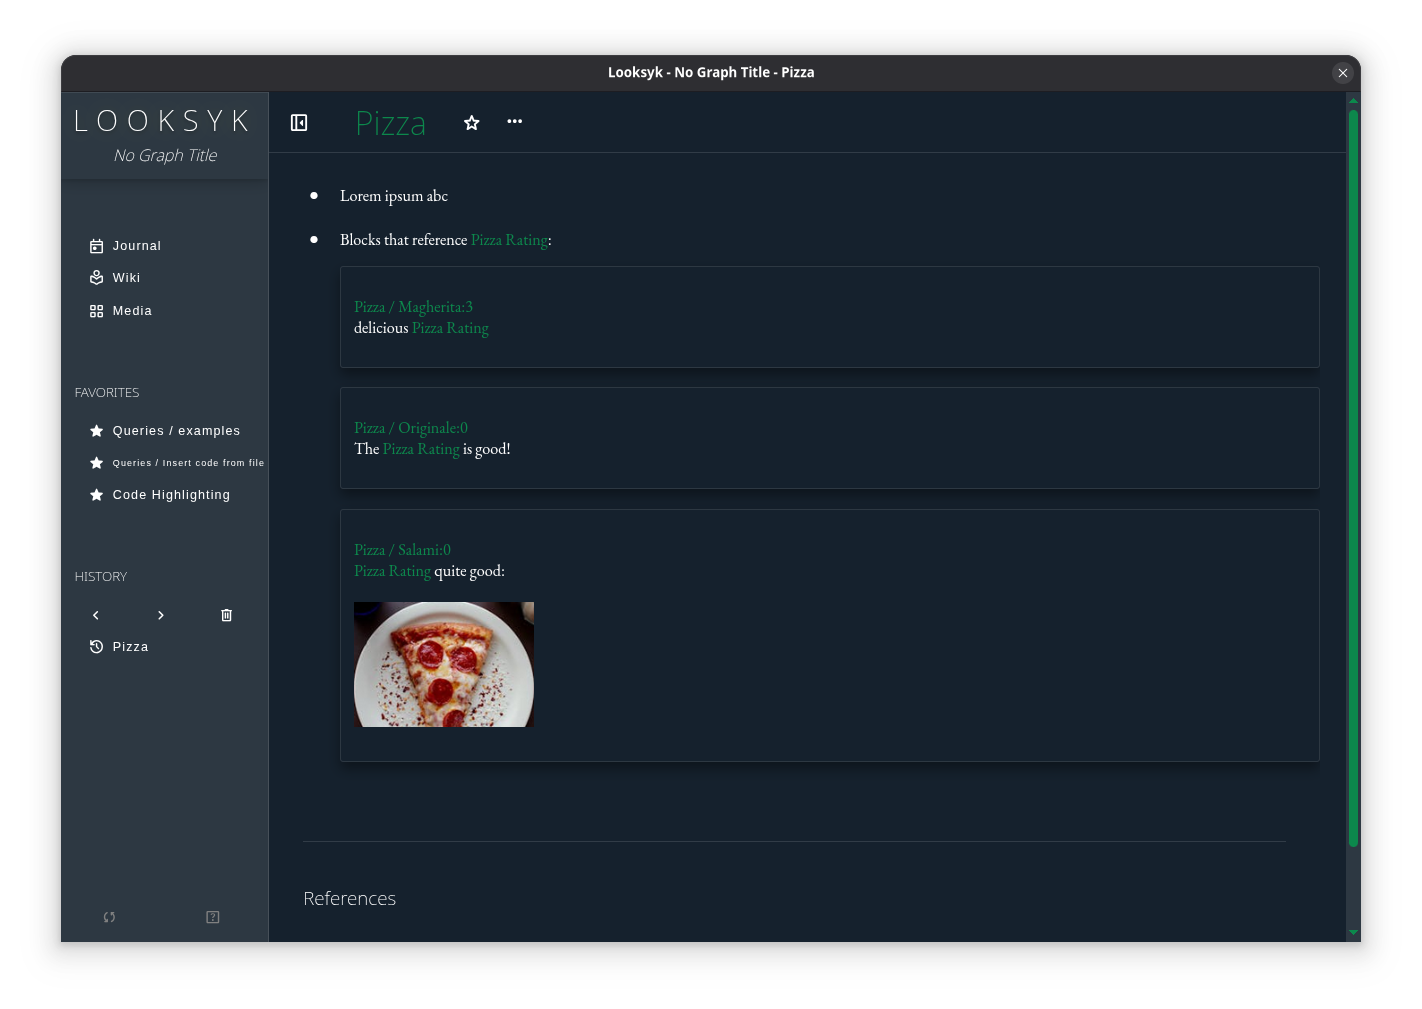 Looksyk - No Graph Title - Pizza
LOOKSYK
No Graph Title
Journal
Wiki
Media
FAVORITES
Queries / examples
Queries / Insert code from file
Code Highlighting
HISTORY
Pizza
Pizza
Lorem ipsum abc
Blocks that reference Pizza Rating:
Pizza / Magherita:3
delicious Pizza Rating
Pizza / Originale:0
The Pizza Rating is good!
Pizza / Salami:0
Pizza Rating quite good:
References